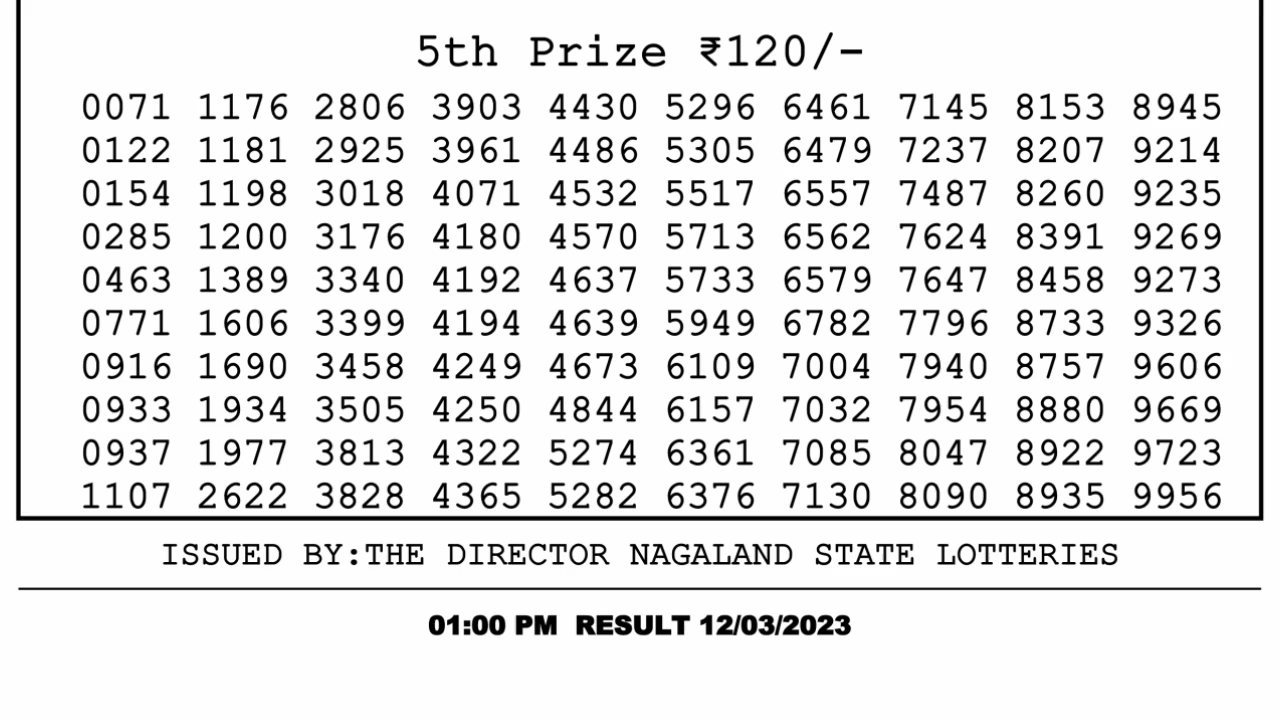 5th Prize ₹120/-
0071 1176 2806 3903 4430 5296 6461 7145 8153 8945
0122 1181 2925 3961 4486 5305 6479 7237 8207 9214
0154 1198 3018 4071 4532 5517 6557 7487 8260 9235
0285 1200 3176 4180 4570 5713 6562 7624 8391 9269
0463 1389 3340 4192 4637 5733 6579 7647 8458 9273
0771 1606 3399 4194 4639 5949 6782 7796 8733 9326
0916 1690 3458 4249 4673 6109 7004 7940 8757 9606
0933 1934 3505 4250 4844 6157 7032 7954 8880 9669
0937 1977 3813 4322 5274 6361 7085 8047 8922 9723
1107 2622 3828 4365 5282 6376 7130 8090 8935 9956
ISSUED BY:THE DIRECTOR NAGALAND STATE LOTTERIES
01:00 PM RESULT 12/03/2023